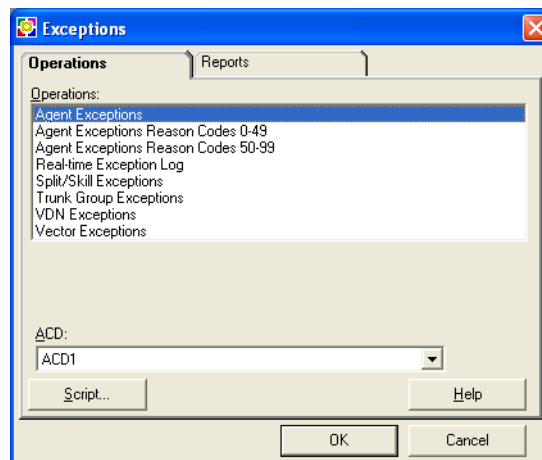 Exceptions
Operations
Reports
Operations:
Agent Exceptions
Agent Exceptions Reason Codes 0-49
Agent Exceptions Reason Codes 50-99
Real-time Exception Log
Split/Skill Exceptions
Trunk Group Exceptions
VDN Exceptions
Vector Exceptions
ACD:
ACD1
Script...
Help
OK
Cancel